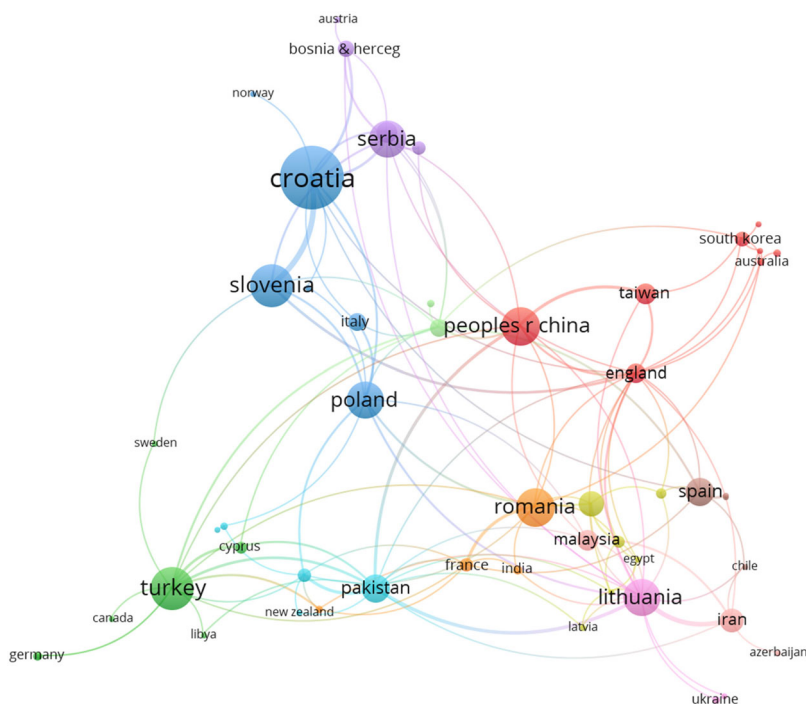 austria
bosnia & herceg
norway
serbia
croatia
south korea
australia
slovenia
taiwan
italy
peoples r china
england
poland
sweden
spain
romania
malaysia
cyprus
egypt
france
india
chile
turkey
pakistan
lithuania
new zealand
canada
libya
latvia
iran
germany
azerbaijan
ukraine